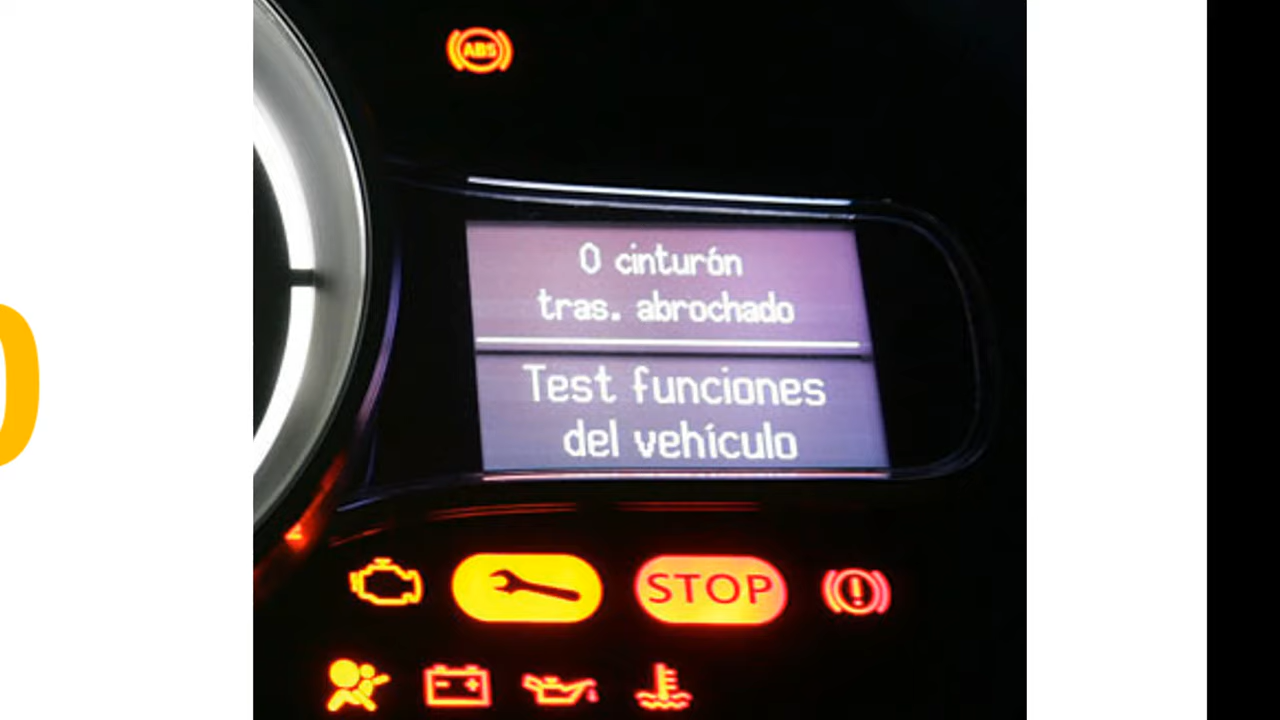 ABS
0 cinturón
tras. abrochado
Test funciones
del vehículo
STOP